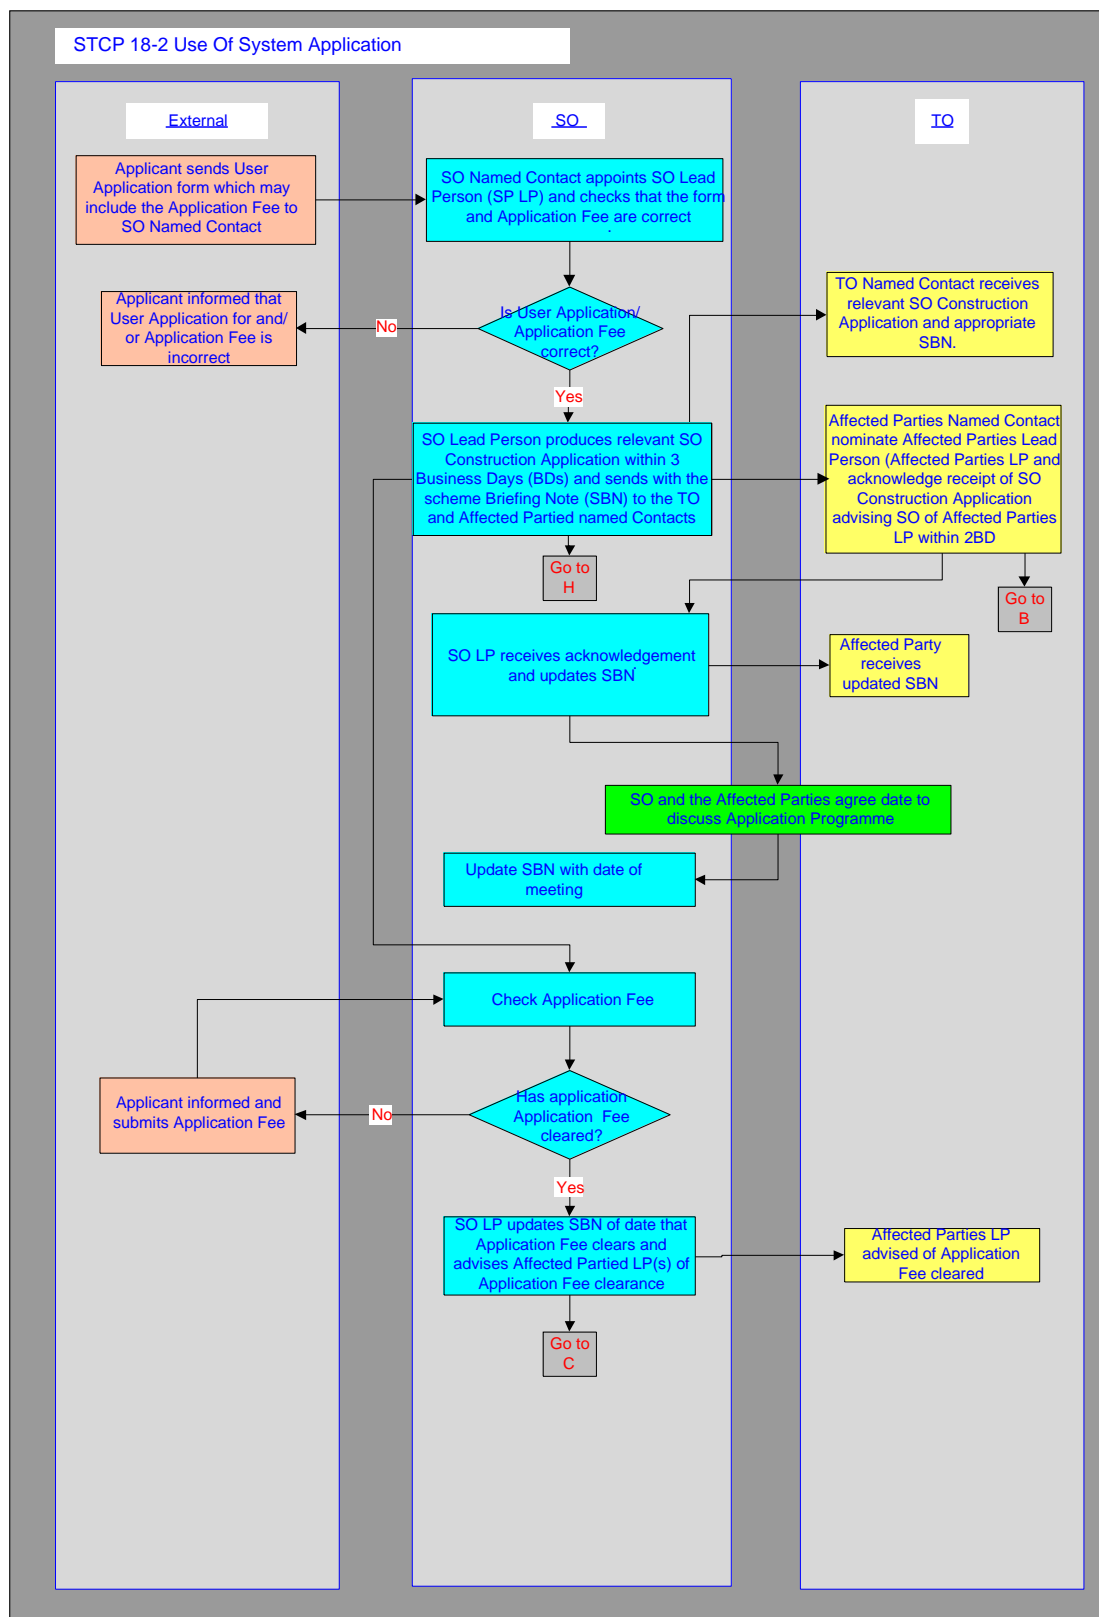 STCP 18-2 Use Of System Application
External
SO
TO
Applicant sends User
Application form which may
include the Application Fee to
SO Named Contact
SO Named Contact appoints SO Lead
Person (SP LP) and checks that the form
and Application Fee are correct
.
Applicant informed that
User Application for and/
or Application Fee is
incorrect
No
Is User Application/
Application Fee
correct?
TO Named Contact receives
relevant SO Construction
Application and appropriate
SBN.
Yes
SO Lead Person produces relevant SO
Construction Application within 3
Business Days (BDs) and sends with the
scheme Briefing Note (SBN) to the TO
and Affected Partied named Contacts
Affected Parties Named Contact
nominate Affected Parties Lead
Person (Affected Parties LP and
acknowledge receipt of SO
Construction Application
advising SO of Affected Parties
LP within 2BD
Go to
H
Go to
B
SO LP receives acknowledgement
and updates SBN
Affected Party
receives
updated SBN
SO and the Affected Parties agree date to
discuss Application Programme
Update SBN with date of
meeting
Check Application Fee
Applicant informed and
submits Application Fee
No
Has application
Application Fee
cleared?
Yes
SO LP updates SBN of date that
Application Fee clears and
advises Affected Partied LP(s) of
Application Fee clearance
Affected Parties LP
advised of Application
Fee cleared
Go to
C